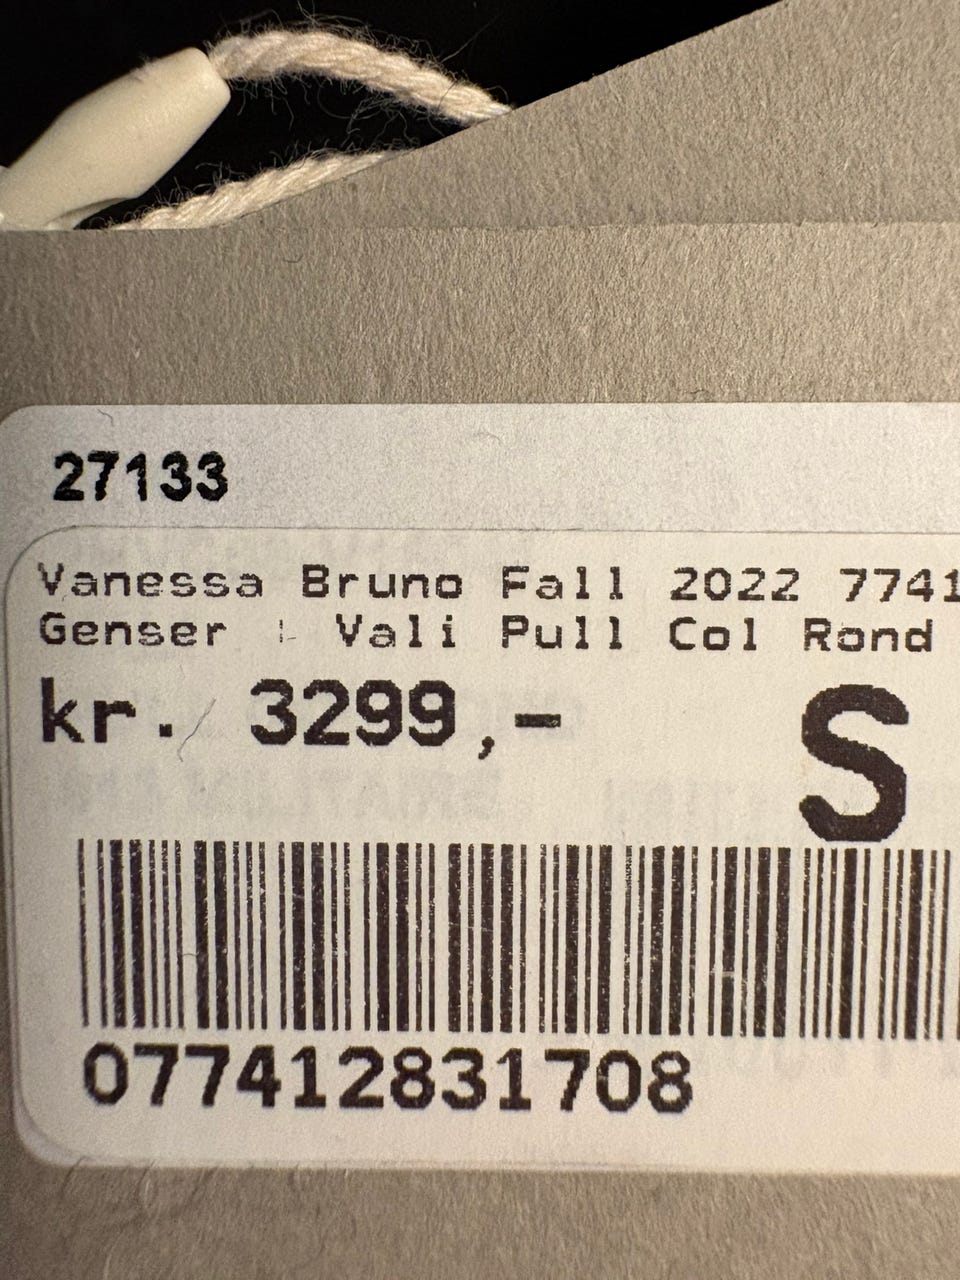 27133
Vanessa Bruno Fall 2022 7741
Genser Vali Pull Col Rond
kr. 3299,-
S
077412831708